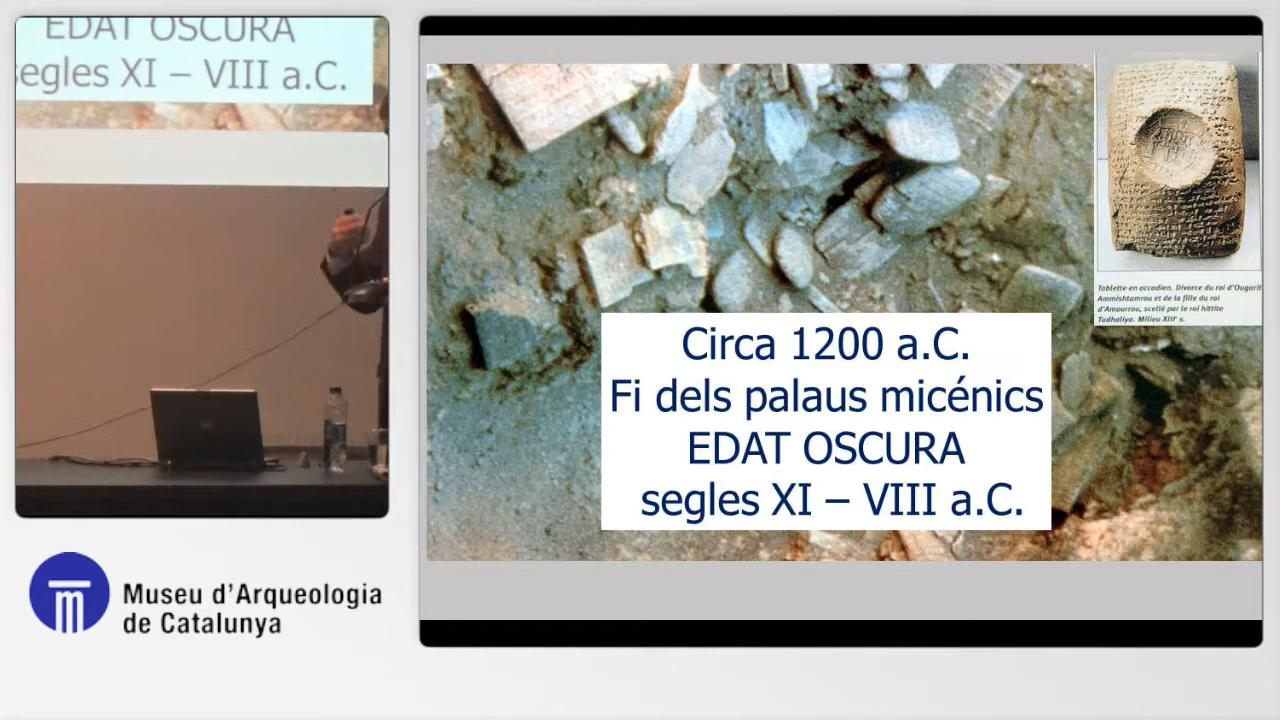 EDAT OSCURA
segles XI – VIII a.C.
Museu d'Arqueologia
de Catalunya
Circa 1200 a.C.
Fi dels palaus micénics
EDAT OSCURA
segles XI – VIII a.C.
Tablette en accadien. Divorce du roi d'Ougarit
Ammishtamrou et de la fille du roi
d'Amourrou, scellé par le roi hittite
Tudhaliya. Milieu XIIIᵉ s.